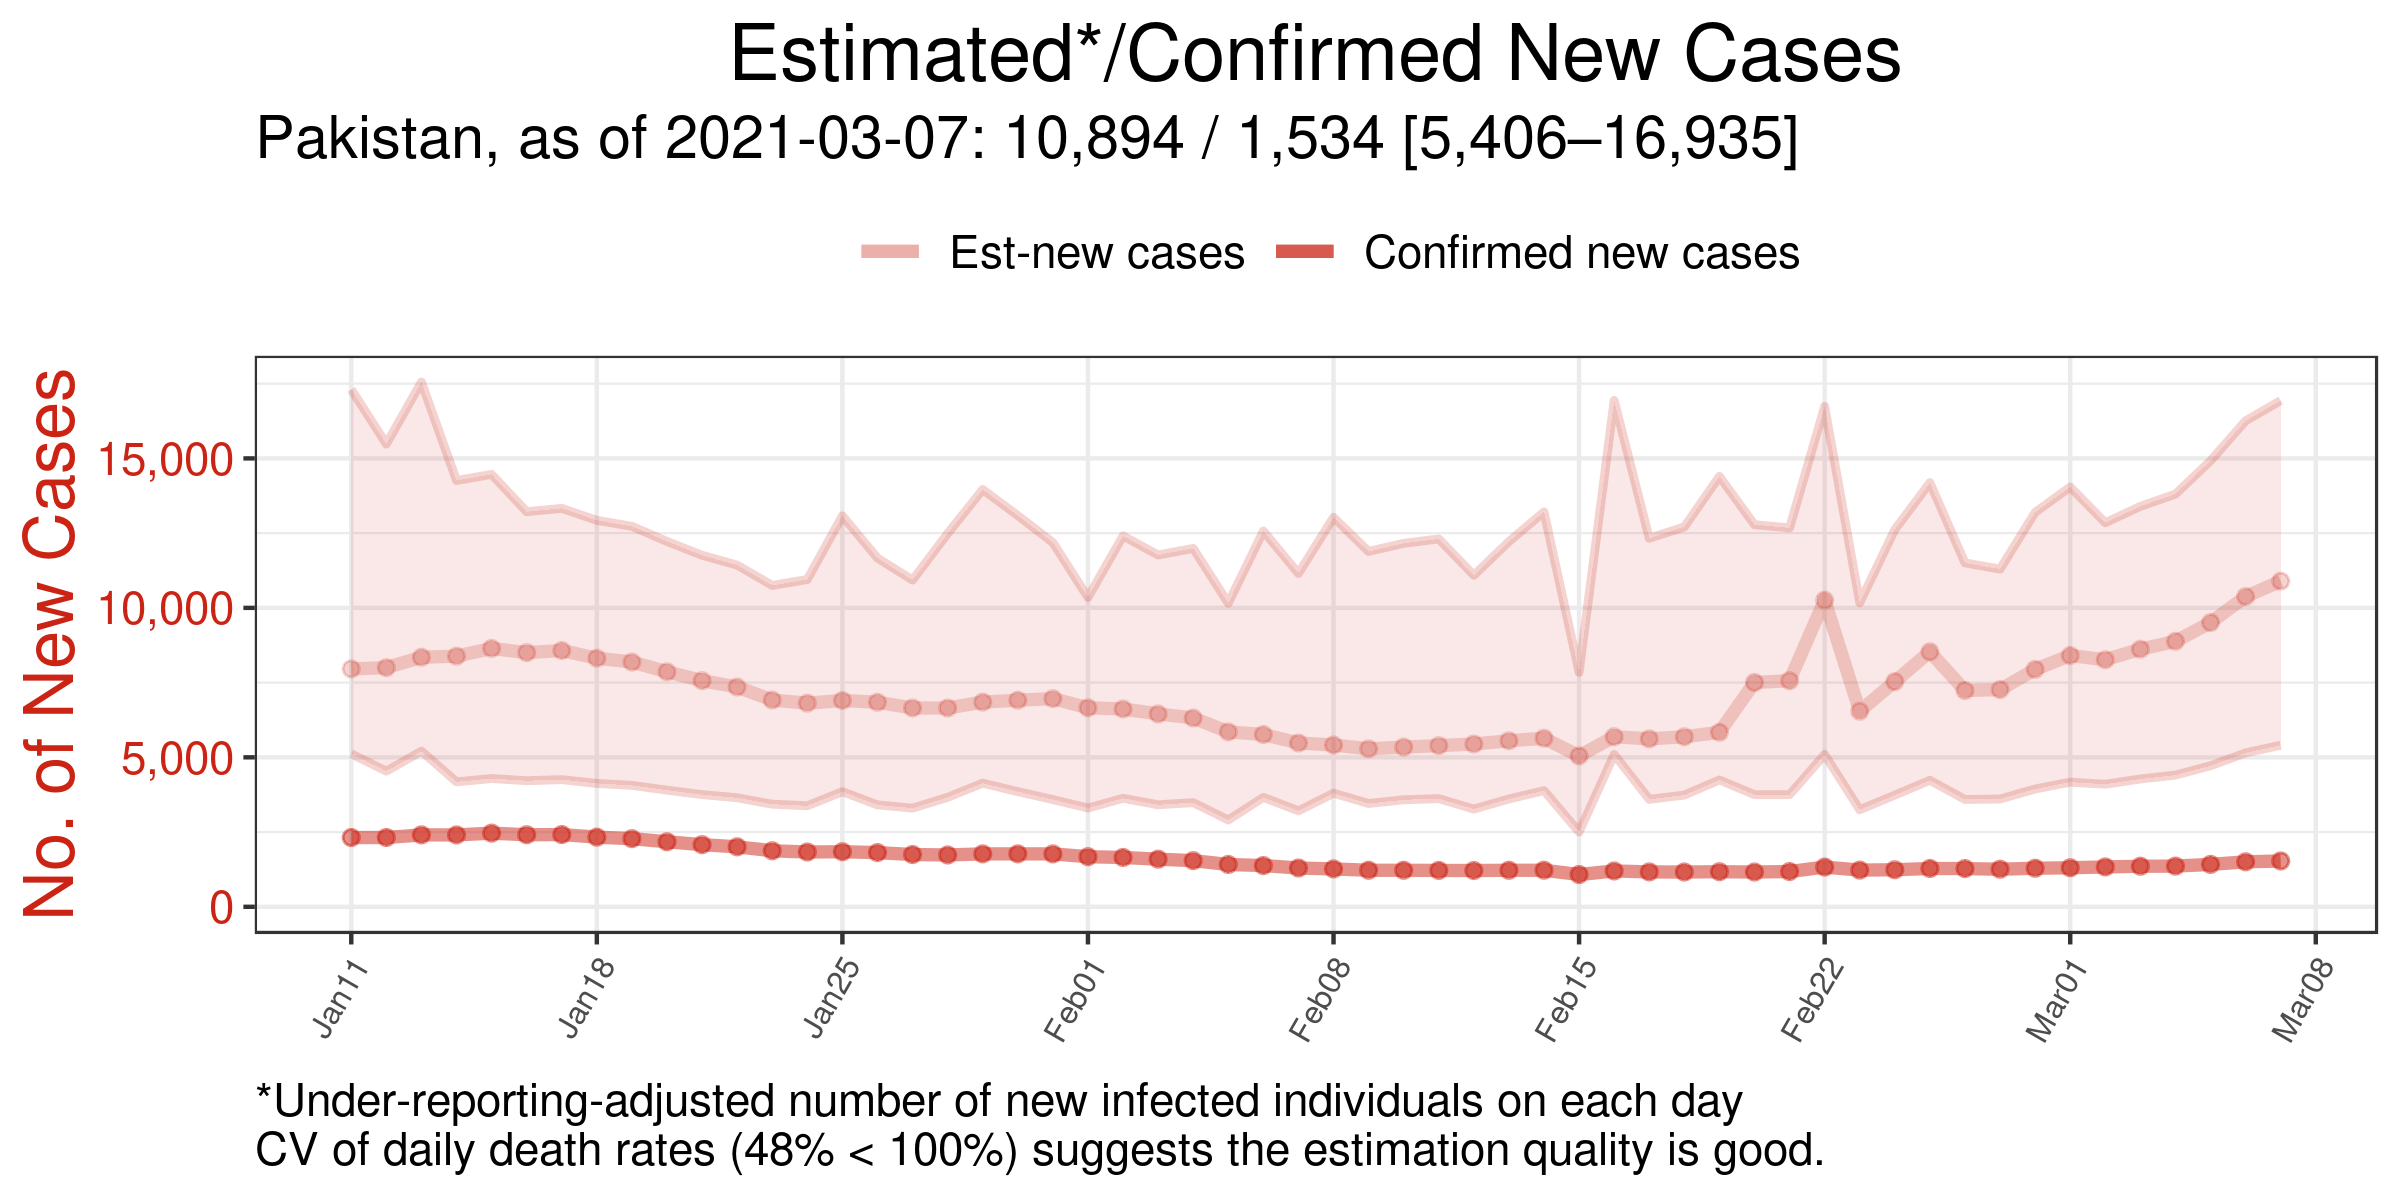 Estimated*/Confirmed New Cases
Pakistan, as of 2021-03-07: 10,894 / 1,534 [5,406–16,935]
Est-new cases
Confirmed new cases
No. of New Cases
15,000
10,000
5,000
0
Jan11
Jan18
Jan25
Feb01
Feb08
Feb15
Feb22
Mar01
Mar08
*Under-reporting-adjusted number of new infected individuals on each day
CV of daily death rates (48% < 100%) suggests the estimation quality is good.